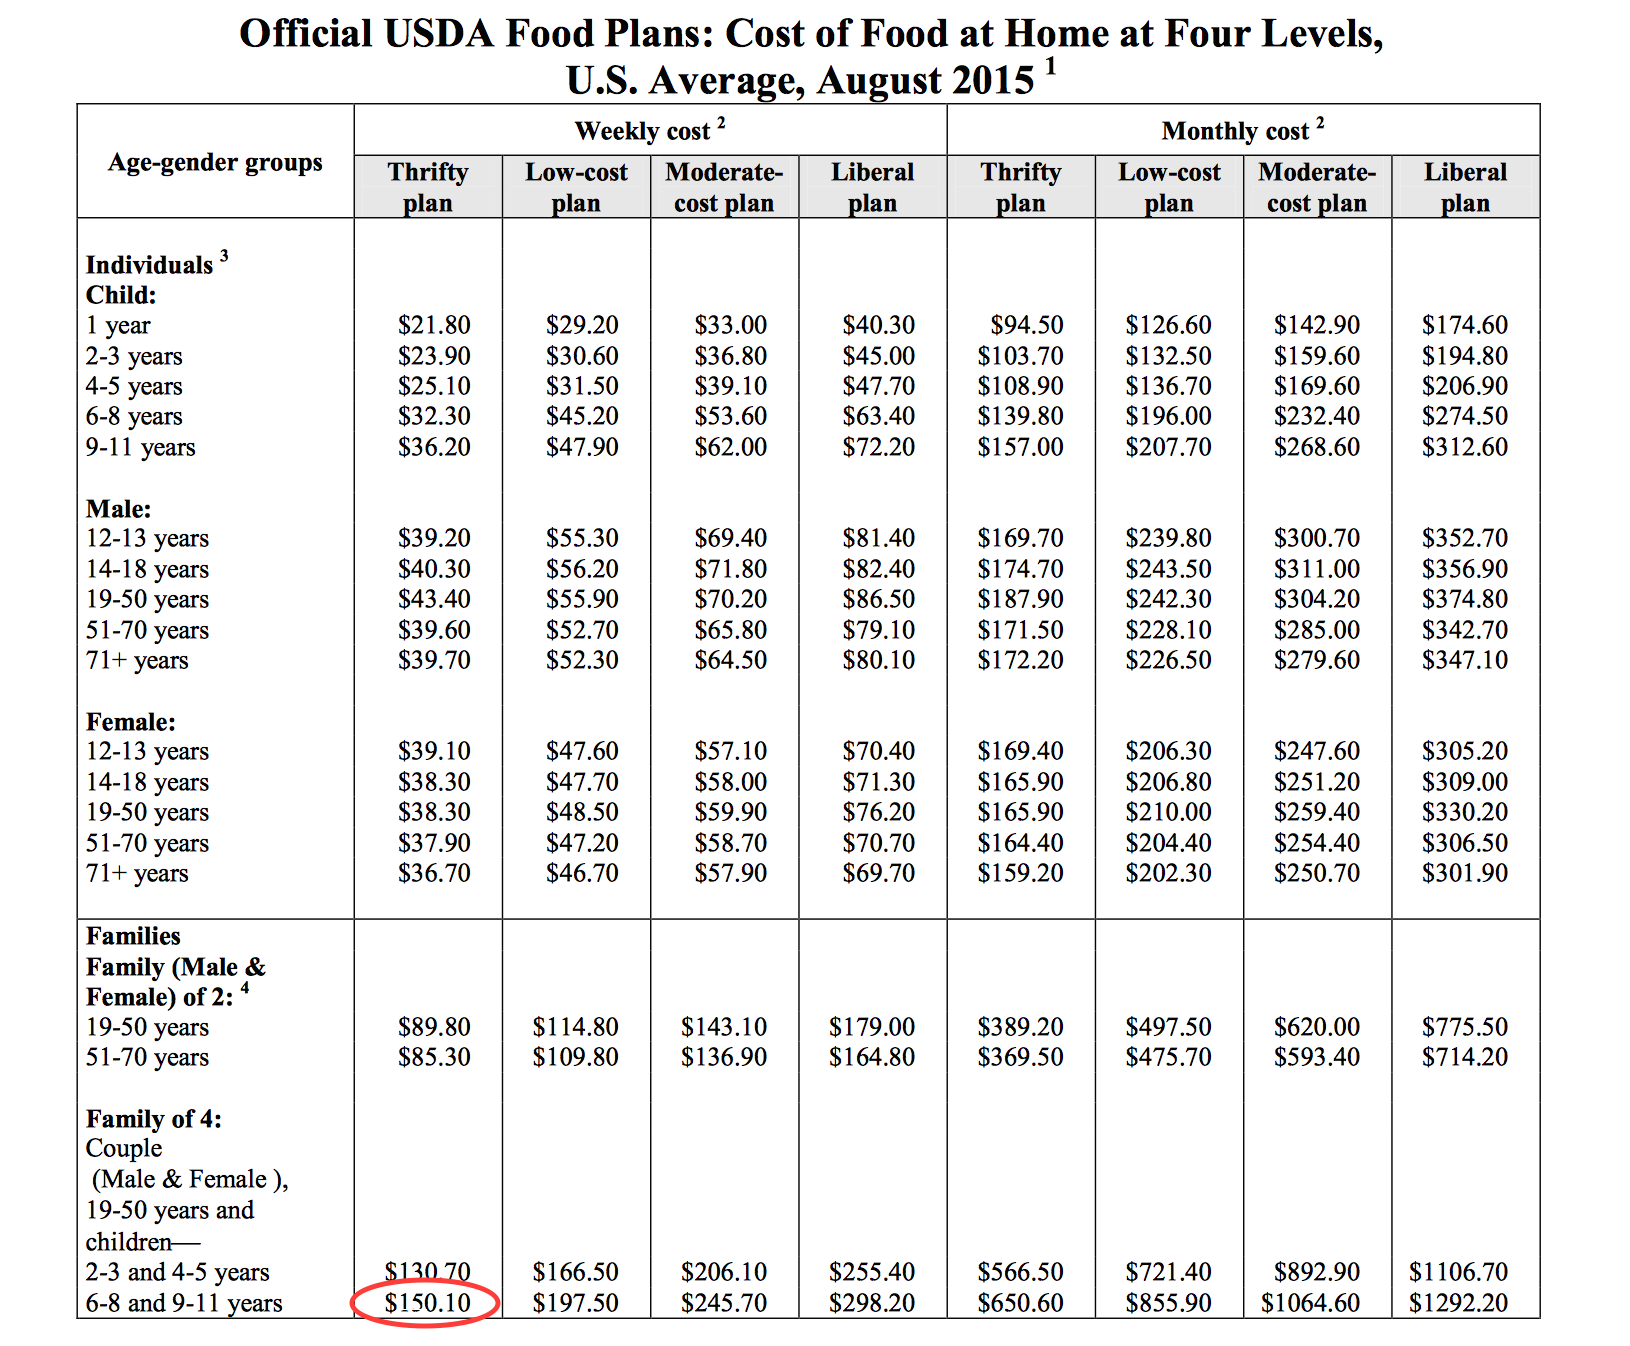 Official USDA Food Plans: Cost of Food at Home at Four Levels,
U.S. Average, August 2015 1
Age-gender groups Weekly cost 2 Monthly cost 2
Thrifty plan Low-cost plan Moderate-cost plan Liberal plan Thrifty plan Low-cost plan Moderate-cost plan Liberal plan
Individuals 3
Child:
1 year $21.80 $29.20 $33.00 $40.30 $94.50 $126.60 $142.90 $174.60
2-3 years $23.90 $30.60 $36.80 $45.00 $103.70 $132.50 $159.60 $194.80
4-5 years $25.10 $31.50 $39.10 $47.70 $108.90 $136.70 $169.60 $206.90
6-8 years $32.30 $45.20 $53.60 $63.40 $139.80 $196.00 $232.40 $274.50
9-11 years $36.20 $47.90 $62.00 $72.20 $157.00 $207.70 $268.60 $312.60
Male:
12-13 years $39.20 $55.30 $69.40 $81.40 $169.70 $239.80 $300.70 $352.70
14-18 years $40.30 $56.20 $71.80 $82.40 $174.70 $243.50 $311.00 $356.90
19-50 years $43.40 $55.90 $70.20 $86.50 $187.90 $242.30 $304.20 $374.80
51-70 years $39.60 $52.70 $65.80 $79.10 $171.50 $228.10 $285.00 $342.70
71+ years $39.70 $52.30 $64.50 $80.10 $172.20 $226.50 $279.60 $347.10
Female:
12-13 years $39.10 $47.60 $57.10 $70.40 $169.40 $206.30 $247.60 $305.20
14-18 years $38.30 $47.70 $58.00 $71.30 $165.90 $206.80 $251.20 $309.00
19-50 years $38.30 $48.50 $59.90 $76.20 $165.90 $210.00 $259.40 $330.20
51-70 years $37.90 $47.20 $58.70 $70.70 $164.40 $204.40 $254.40 $306.50
71+ years $36.70 $46.70 $57.90 $69.70 $159.20 $202.30 $250.70 $301.90
Families
Family (Male &
Female) of 2: 4
19-50 years $89.80 $114.80 $143.10 $179.00 $389.20 $497.50 $620.00 $775.50
51-70 years $85.30 $109.80 $136.90 $164.80 $369.50 $475.70 $593.40 $714.20
Family of 4:
Couple
(Male & Female ),
19-50 years and
children—
2-3 and 4-5 years $130.70 $166.50 $206.10 $255.40 $566.50 $721.40 $892.90 $1106.70
6-8 and 9-11 years $150.10 $197.50 $245.70 $298.20 $650.60 $855.90 $1064.60 $1292.20